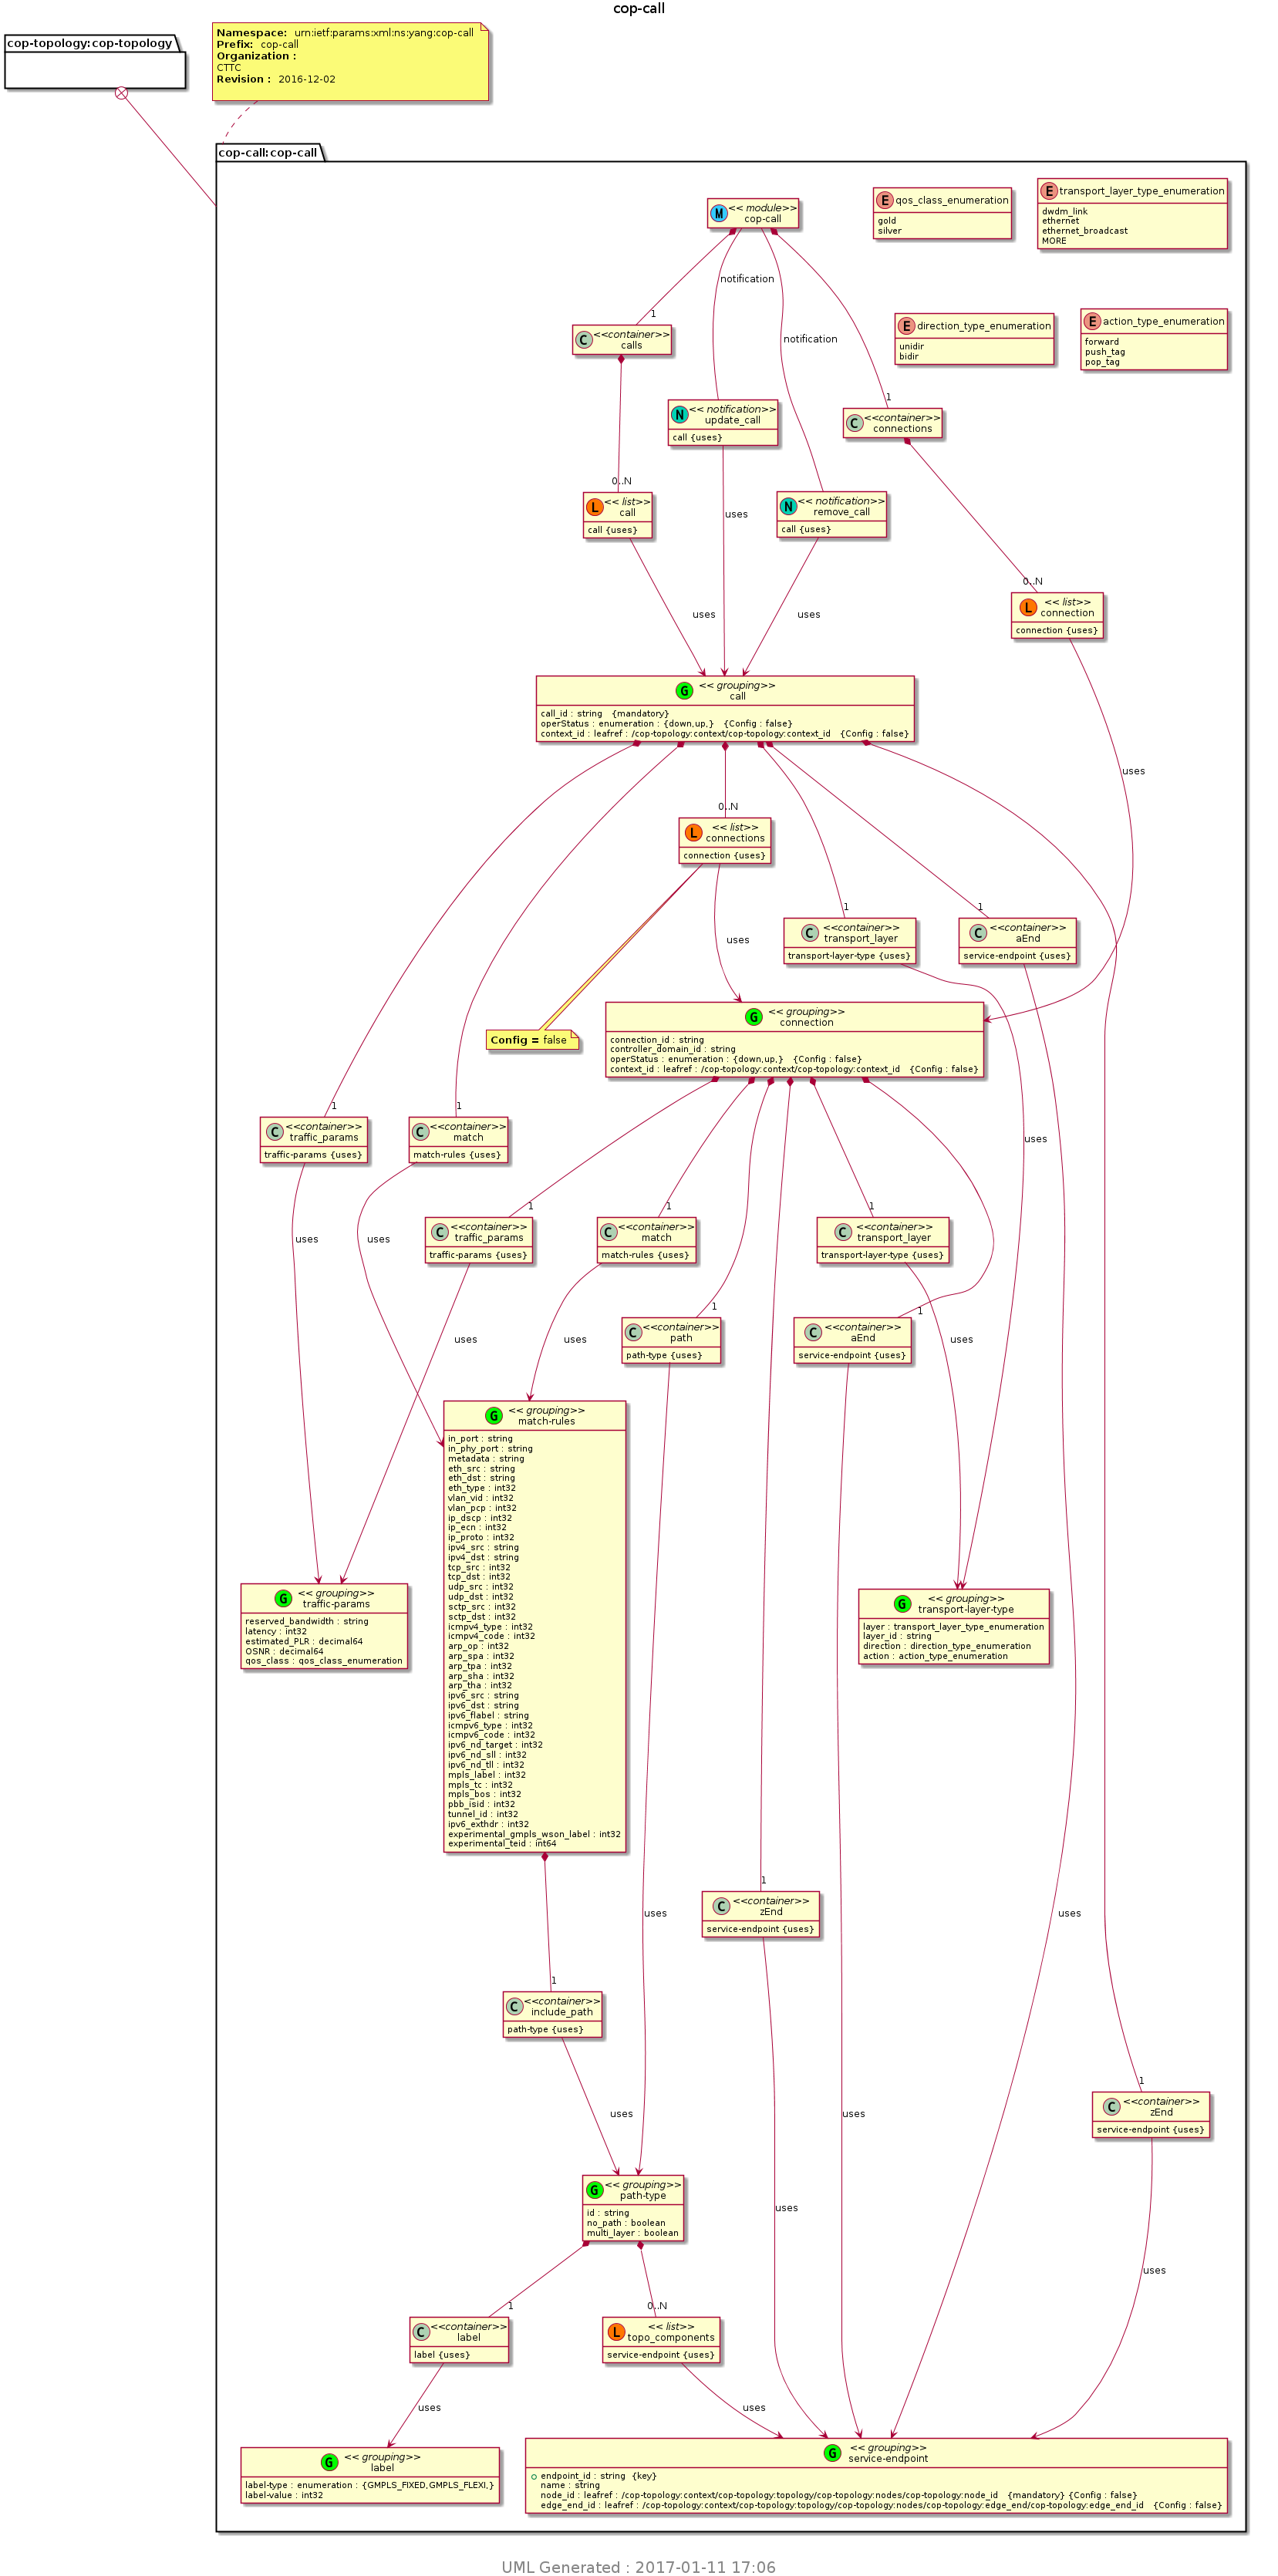 cop-call
cop-topology:cop-topology
Namespace: urn:ietf:params:xml:ns:yang:cop-call
Prefix: cop-call
Organization :
CTTC
Revision : 2016-12-02
cop-call:cop-call
M << module>>
cop-call
E qos_class_enumeration
gold
silver
E transport_layer_type_enumeration
dwdm_link
ethernet
ethernet_broadcast
MORE
notification
1
C <<container>>
calls
notification
E direction_type_enumeration
unidir
bidir
E action_type_enumeration
forward
push_tag
pop_tag
1
N << notification>>
update_call
call {uses}
C <<container>>
connections
0..N
L << list>>
call
call {uses}
uses
N << notification>>
remove_call
call {uses}
0..N
L << list>>
connection
connection {uses}
uses
uses
G << grouping>>
call
call_id : string {mandatory}
operStatus : enumeration : {down,up,} {Config : false}
context_id : leafref : /cop-topology:context/cop-topology:context_id {Config : false}
uses
0..N
L << list>>
connections
connection {uses}
1
1
C <<container>>
transport_layer
transport-layer-type {uses}
C <<container>>
aEnd
service-endpoint {uses}
uses
Config = false
G << grouping>>
connection
connection_id : string
controller_domain_id : string
operStatus : enumeration : {down,up,} {Config : false}
context_id : leafref : /cop-topology:context/cop-topology:context_id {Config : false}
1
1
C <<container>>
traffic_params
traffic-params {uses}
C <<container>>
match
match-rules {uses}
uses
1
1
1
uses
uses
C <<container>>
traffic_params
traffic-params {uses}
C <<container>>
match
match-rules {uses}
C <<container>>
transport_layer
transport-layer-type {uses}
1
1
uses
uses
C <<container>>
path
path-type {uses}
C <<container>>
aEnd
service-endpoint {uses}
uses
G << grouping>>
match-rules
in_port : string
in_phy_port : string
metadata : string
eth_src : string
eth_dst : string
eth_type : int32
vlan_vid : int32
vlan_pcp : int32
ip_dscp : int32
ip_ecn : int32
ip_proto : int32
ipv4_src : string
ipv4_dst : string
tcp_src : int32
tcp_dst : int32
udp_src : int32
udp_dst : int32
sctp_src : int32
sctp_dst : int32
icmpv4_type : int32
icmpv4_code : int32
arp_op : int32
arp_spa : int32
arp_tpa : int32
arp_sha : int32
arp_tha : int32
ipv6_src : string
ipv6_dst : string
ipv6_flabel : string
icmpv6_type : int32
icmpv6_code : int32
ipv6_nd_target : int32
ipv6_nd_sll : int32
ipv6_nd_tll : int32
mpls_label : int32
mpls_tc : int32
mpls_bos : int32
pbb_isid : int32
tunnel_id : int32
ipv6_exthdr : int32
experimental_gmpls_wson_label : int32
experimental_teid : int64
G << grouping>>
traffic-params
reserved_bandwidth : string
latency : int32
estimated_PLR : decimal64
OSNR : decimal64
qos_class : qos_class_enumeration
G << grouping>>
transport-layer-type
layer : transport_layer_type_enumeration
layer_id : string
direction : direction_type_enumeration
action : action_type_enumeration
1
C <<container>>
zEnd
service-endpoint {uses}
uses
uses
1
C <<container>>
include_path
path-type {uses}
1
C <<container>>
zEnd
service-endpoint {uses}
uses
uses
G << grouping>>
path-type
id : string
no_path : boolean
multi_layer : boolean
uses
uses
1
0..N
C <<container>>
label
label {uses}
L << list>>
topo_components
service-endpoint {uses}
uses
uses
G << grouping>>
label
label-type : enumeration : {GMPLS_FIXED,GMPLS_FLEXI,}
label-value : int32
G << grouping>>
service-endpoint
endpoint_id : string {key}
name : string
node_id : leafref : /cop-topology:context/cop-topology:topology/cop-topology:nodes/cop-topology:node_id {mandatory} {Config : false}
edge_end_id : leafref : /cop-topology:context/cop-topology:topology/cop-topology:nodes/cop-topology:edge_end/cop-topology:edge_end_id {Config : false}
UML Generated : 2017-01-11 17:06